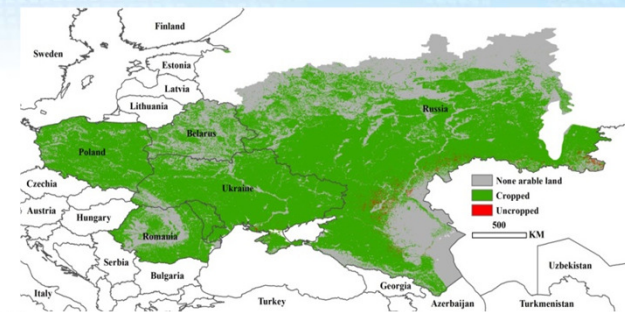 Finland
Sweden
Estonia
Latvia
Lithuania
Russia
Belarus
Poland
Czechia
Ukraine
Austria
Hungary
Romania
Serbia
Bulgaria
Italy
Turkey
Georgia
Azerbaijan
Turkmenistan
Uzbekistan
None arable land
Cropped
Uncropped
500
KM